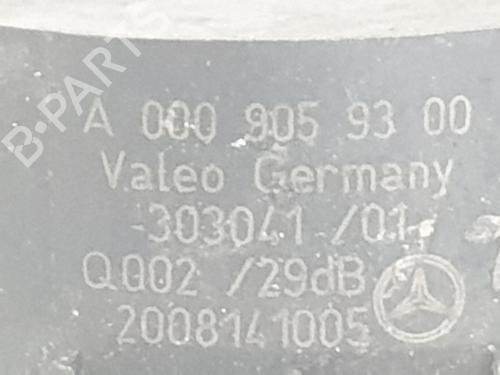 B-PARTS
A 000 905 93 00
Valeo Germany
-303041 /01-
Q002 /29dB
2008141005